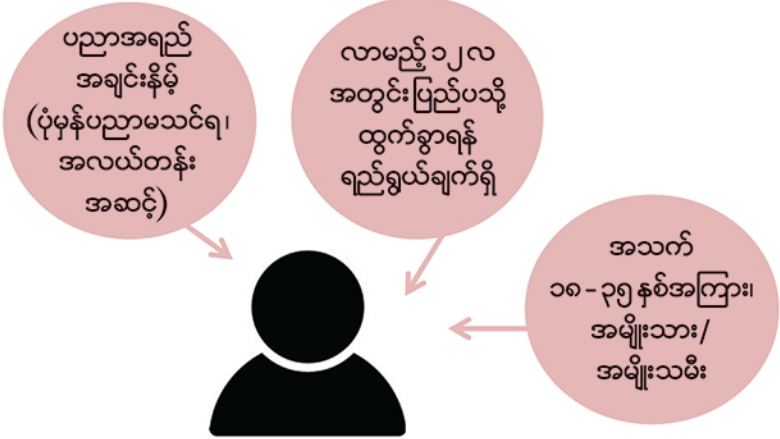 ပညာအရည်
အချင်းနိမ့်
(ပုံမှန်ပညာမသင်ရ၊
အလယ်တန်း
အဆင့်)
လာမည့် ၁၂ လ
အတွင်း ပြည်ပသို့
ထွက်ခွာရန်
ရည်ရွယ်ချက်ရှိ
အသက်
၁၈ – ၃၅ နှစ်အကြား၊
အမျိုးသား/
အမျိုးသမီး